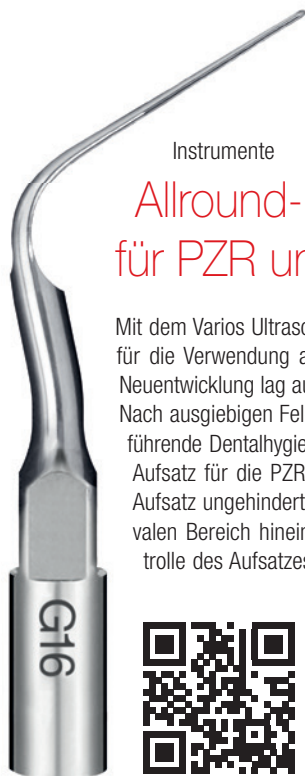 Instrumente
Allround-
für PZR un
Mit dem Varios Ultrasc
für die Verwendung a
Neuentwicklung lag au
Nach ausgiebigen Fel
führende Dentalhygie
Aufsatz für die PZR
Aufsatz ungehindert
valen Bereich hinein
trolle des Aufsatzes
G16